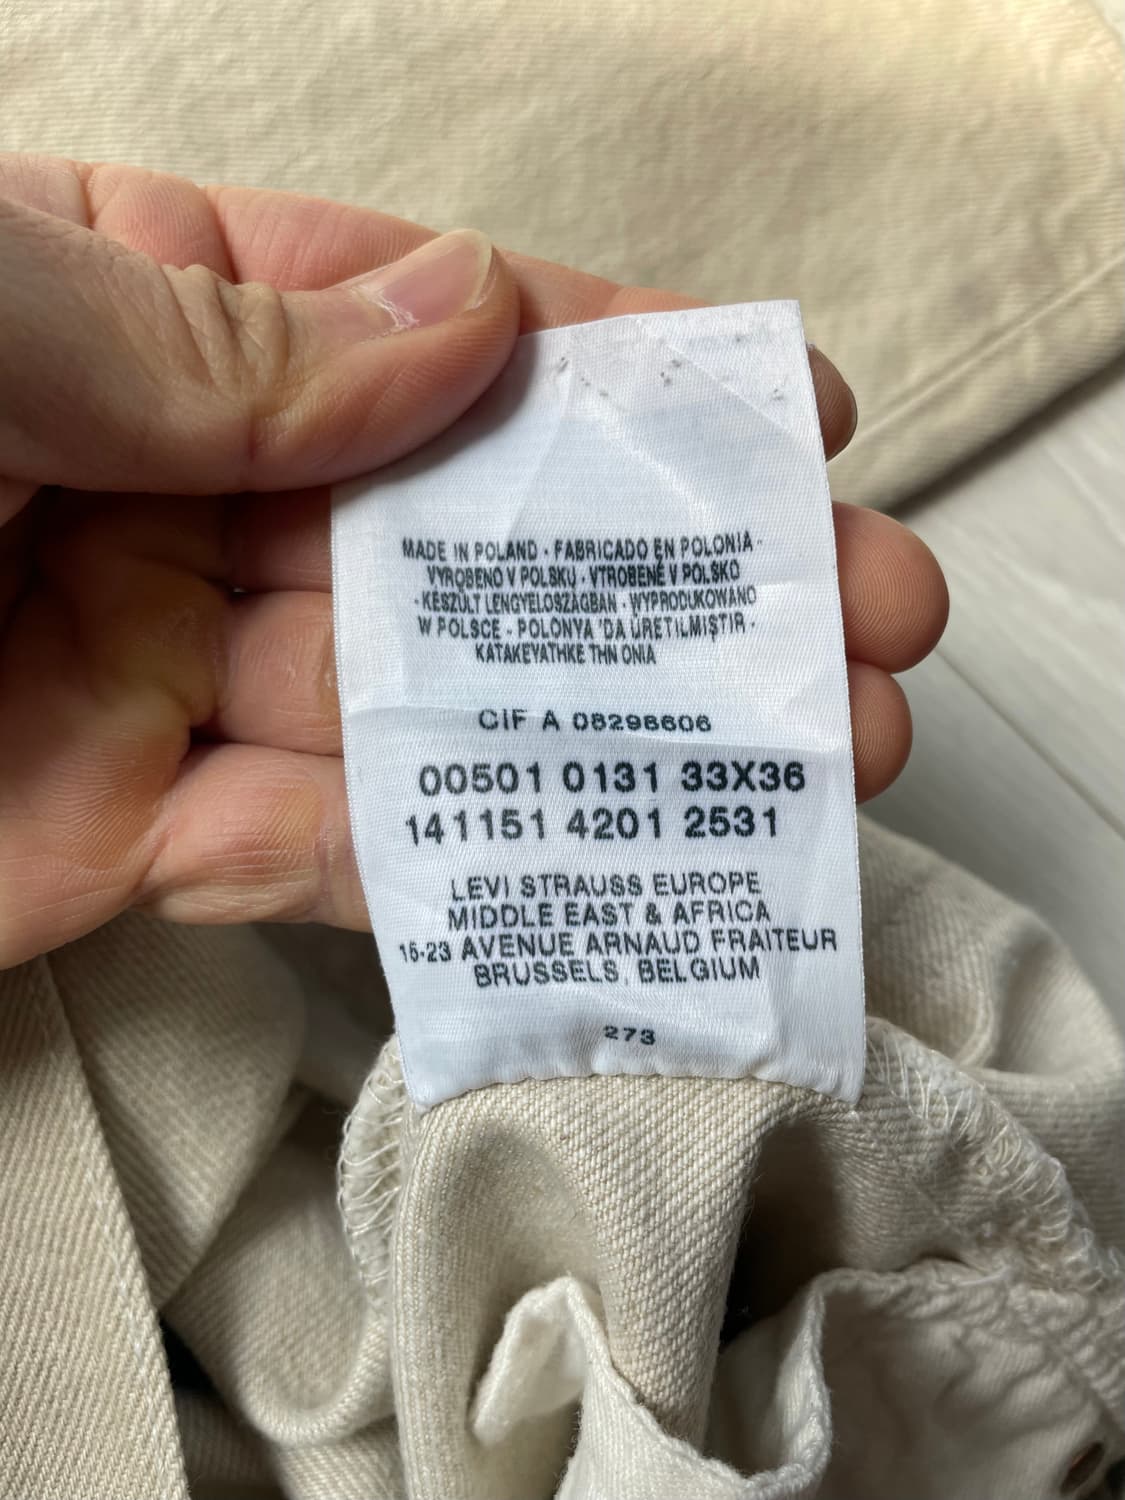 MADE IN POLAND · FABRICADO EN POLONIA ·
VYROBENO V POLSKU · VTROBENÉ V POLSKO
· KÉSZÜLT LENGYELOSZÁGBAN · WYPRODUKOWANO
W POLSCE · POLONYA 'DA ÜRETILMIŞTIR ·
KATAKEYATHKE THN ONIA
CIF A 08298606
00501 0131 33X36
141151 4201 2531
LEVI STRAUSS EUROPE
MIDDLE EAST & AFRICA
15-23 AVENUE ARNAUD FRAITEUR
BRUSSELS, BELGIUM
273